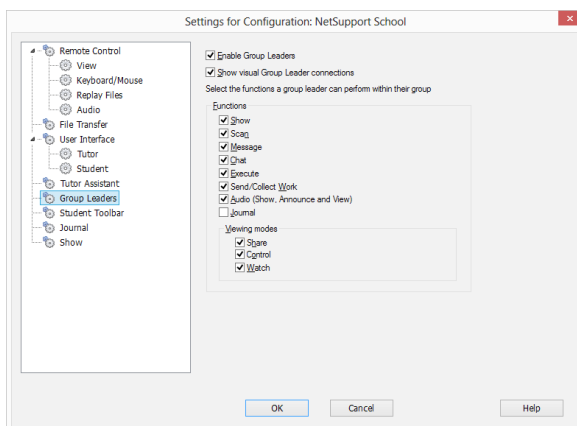 Settings for Configuration: NetSupport School
x
Remote Control
View
Keyboard/Mouse
Replay Files
Audio
File Transfer
User Interface
Tutor
Student
Tutor Assistant
Group Leaders
Student Toolbar
Journal
Show
Enable Group Leaders
Show visual Group Leader connections
Select the functions a group leader can perform within their group
Functions
Show
Scan
Message
Chat
Execute
Send/Collect Work
Audio (Show, Announce and View)
Journal
Viewing modes
Share
Control
Watch
OK
Cancel
Help